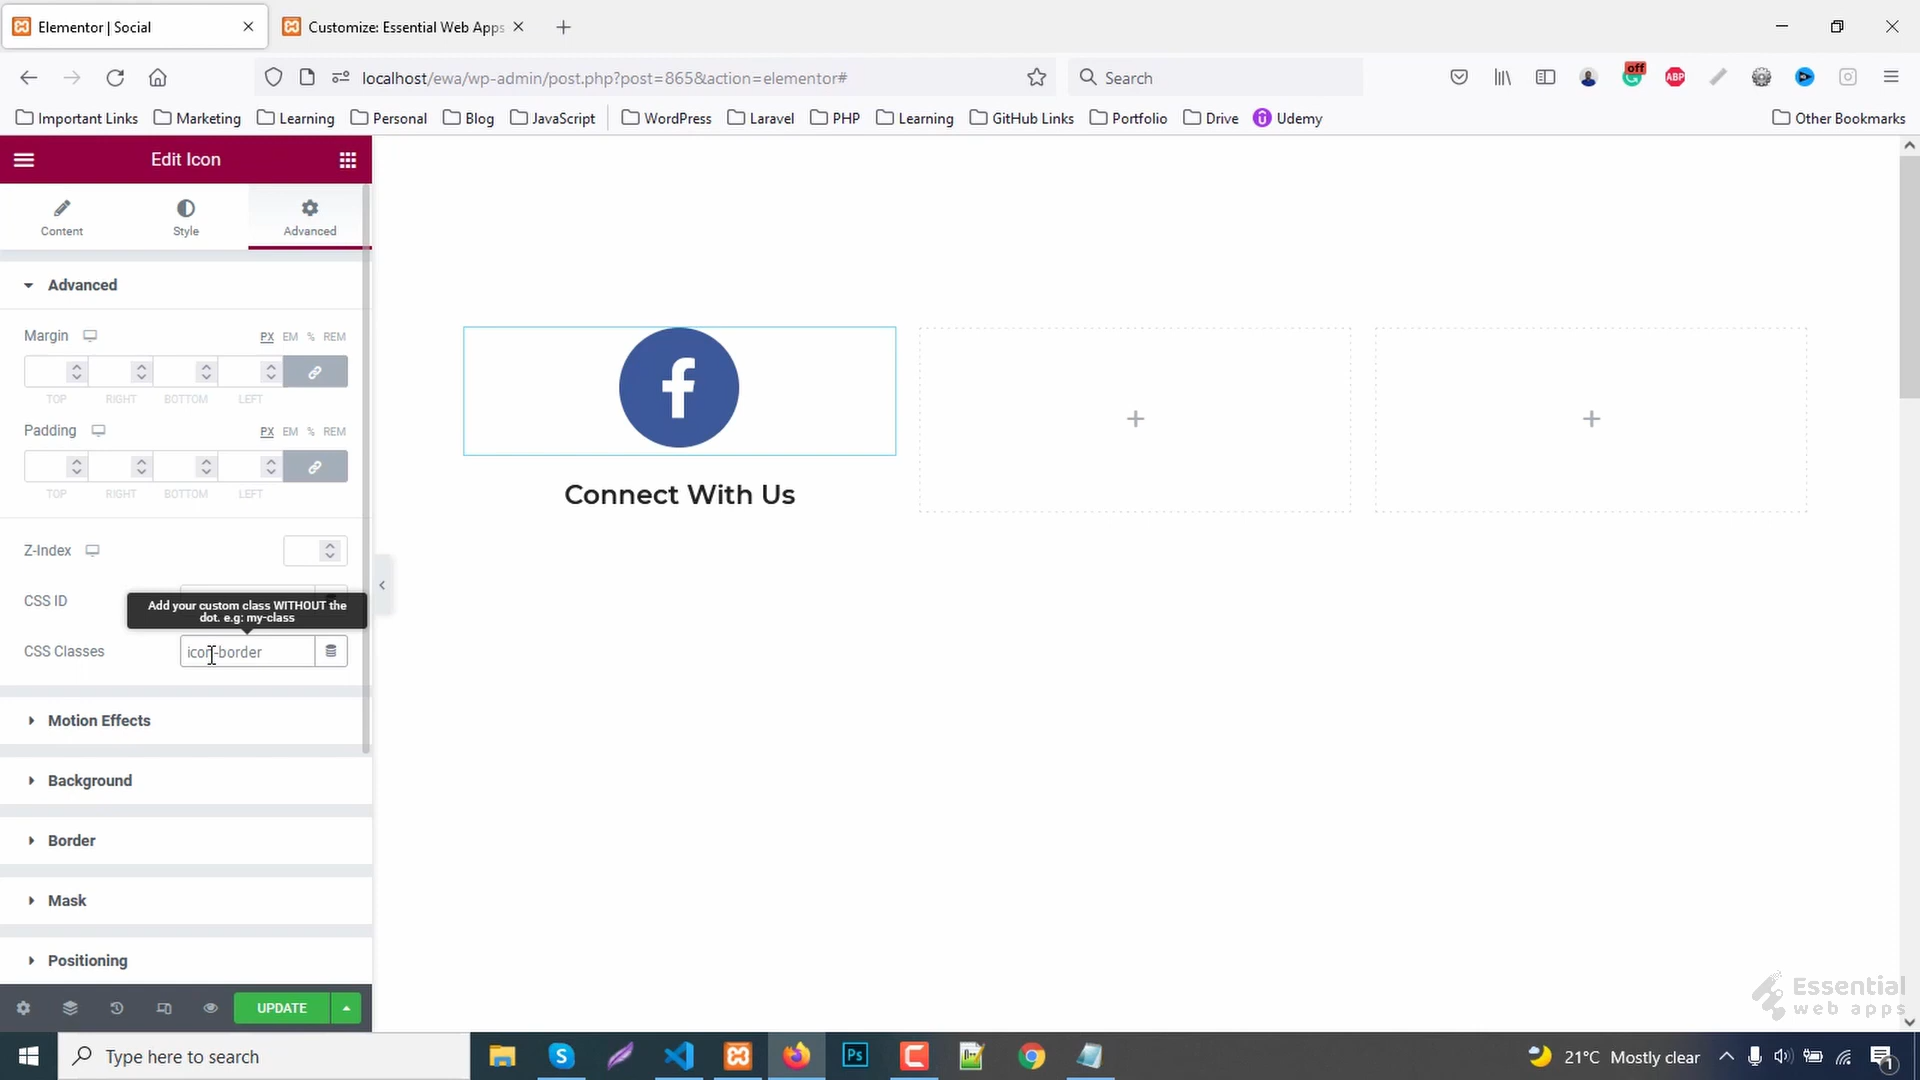 Elementor | Social
Customize: Essential Web Apps
localhost/ewa/wp-admin/post.php?post=865&action=elementor#
Search
off
ABP
Important Links
Marketing
Learning
Personal
Blog
JavaScript
WordPress
Laravel
PHP
Learning
GitHub Links
Portfolio
Drive
Udemy
Other Bookmarks
Edit Icon
Content
Style
Advanced
Advanced
Margin
PX EM % REM
TOP RIGHT BOTTOM LEFT
Padding
PX EM % REM
TOP RIGHT BOTTOM LEFT
Z-Index
CSS ID
Add your custom class WITHOUT the
dot. e.g: my-class
CSS Classes
icon-border
Motion Effects
Background
Border
Mask
Positioning
UPDATE
Connect With Us
Essential
web apps
Type here to search
Ps
21°C Mostly clear
1